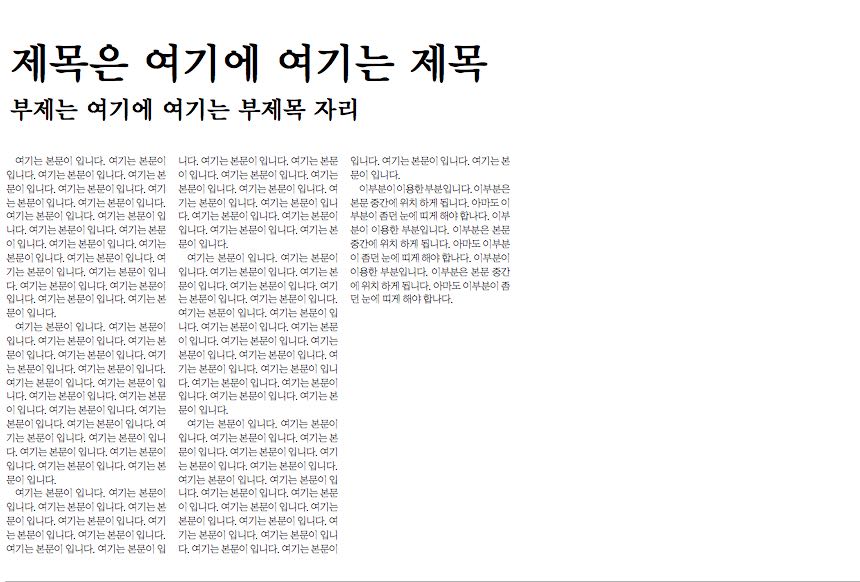 제목은 여기에 여기는 제목
부제는 여기에 여기는 부제목 자리
여기는 본문이 입니다. 여기는 본문이
입니다. 여기는 본문이 입니다. 여기는 본
문이 입니다. 여기는 본문이 입니다. 여기
는 본문이 입니다. 여기는 본문이 입니다.
여기는 본문이 입니다. 여기는 본문이 입
니다. 여기는 본문이 입니다. 여기는 본문
이 입니다. 여기는 본문이 입니다. 여기는
본문이 입니다. 여기는 본문이 입니다. 여
기는 본문이 입니다. 여기는 본문이 입니
다. 여기는 본문이 입니다. 여기는 본문이
입니다. 여기는 본문이 입니다. 여기는 본
문이 입니다.
여기는 본문이 입니다. 여기는 본문이
입니다. 여기는 본문이 입니다. 여기는 본
문이 입니다. 여기는 본문이 입니다. 여기
는 본문이 입니다. 여기는 본문이 입니다.
여기는 본문이 입니다. 여기는 본문이 입
니다. 여기는 본문이 입니다. 여기는 본문
이 입니다. 여기는 본문이 입니다. 여기는
본문이 입니다. 여기는 본문이 입니다. 여
기는 본문이 입니다. 여기는 본문이 입니
다. 여기는 본문이 입니다. 여기는 본문이
입니다. 여기는 본문이 입니다. 여기는 본
문이 입니다.
여기는 본문이 입니다. 여기는 본문이
입니다. 여기는 본문이 입니다. 여기는 본
문이 입니다. 여기는 본문이 입니다. 여기
는 본문이 입니다. 여기는 본문이 입니다.
여기는 본문이 입니다. 여기는 본문이 입
니다. 여기는 본문이 입니다. 여기는 본문
이 입니다. 여기는 본문이 입니다. 여기는
본문이 입니다. 여기는 본문이 입니다. 여
기는 본문이 입니다. 여기는 본문이 입니
다. 여기는 본문이 입니다. 여기는 본문이
입니다. 여기는 본문이 입니다. 여기는 본
문이 입니다.
여기는 본문이 입니다. 여기는 본문이
입니다. 여기는 본문이 입니다. 여기는 본
문이 입니다. 여기는 본문이 입니다. 여기
는 본문이 입니다. 여기는 본문이 입니다.
여기는 본문이 입니다. 여기는 본문이 입
니다. 여기는 본문이 입니다. 여기는 본문
이 입니다. 여기는 본문이 입니다. 여기는
본문이 입니다. 여기는 본문이 입니다. 여
기는 본문이 입니다. 여기는 본문이 입니
다. 여기는 본문이 입니다. 여기는 본문이
입니다. 여기는 본문이 입니다. 여기는 본
문이 입니다.
여기는 본문이 입니다. 여기는 본문이
입니다. 여기는 본문이 입니다. 여기는 본
문이 입니다. 여기는 본문이 입니다. 여기
는 본문이 입니다. 여기는 본문이 입니다.
여기는 본문이 입니다. 여기는 본문이 입
니다. 여기는 본문이 입니다. 여기는 본문
이 입니다. 여기는 본문이 입니다. 여기는
본문이 입니다. 여기는 본문이 입니다. 여
기는 본문이 입니다. 여기는 본문이 입니
다. 여기는 본문이 입니다. 여기는 본문이
입니다. 여기는 본문이 입니다. 여기는 본
문이 입니다.
이부분이 이용한 부분입니다. 이부분은
본문 중간에 위치 하게 됩니다. 아마도 이
부분이 좀던 눈에 띠게 해야 합나다. 이부
분이 이용한 부분입니다. 이부분은 본문
중간에 위치 하게 됩니다. 아마도 이부분
이 좀던 눈에 띠게 해야 합나다. 이부분이
이용한 부분입니다. 이부분은 본문 중간
에 위치 하게 됩니다. 아마도 이부분이 좀
던 눈에 띠게 해야 합나다.